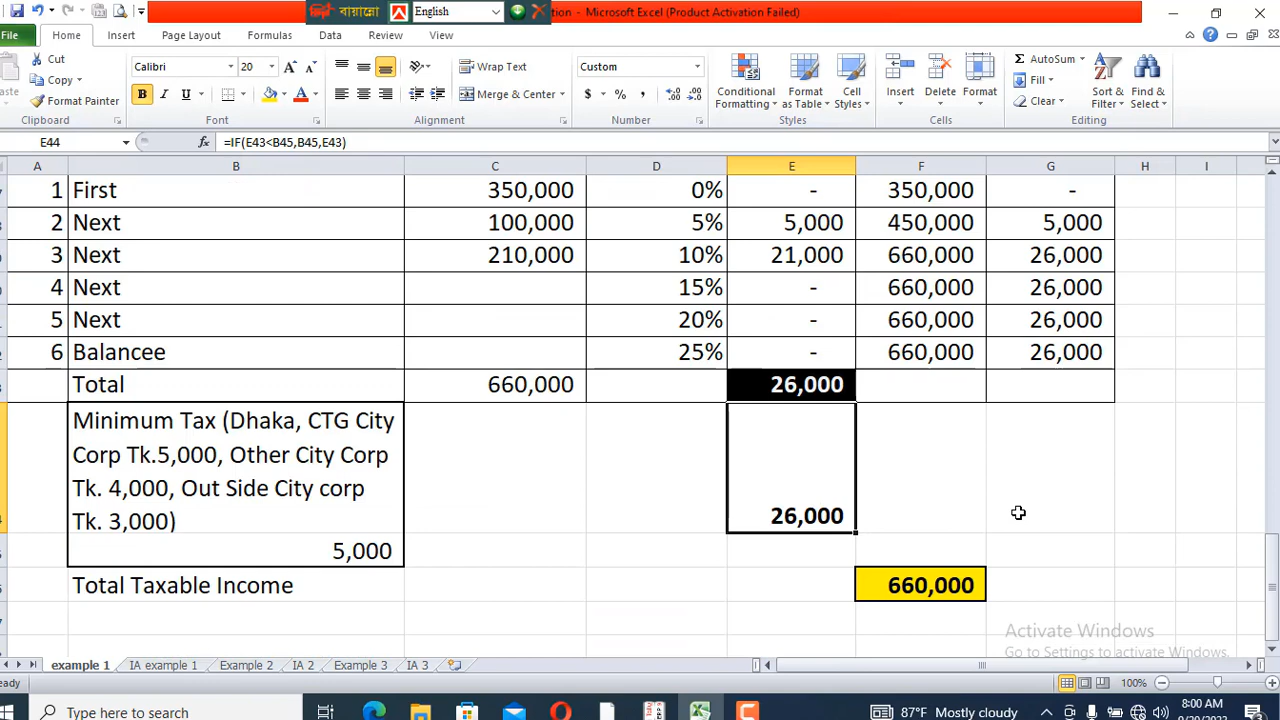 লিপি বায়ান্নো English tion - Microsoft Excel (Product Activation Failed)
File Home Insert Page Layout Formulas Data Review View
Cut Calibri 20 Wrap Text Custom AutoSum
Copy Fill
Format Painter B I U Merge & Center $ % , Conditional Formatting Format as Table Cell Styles Insert Delete Format Clear Sort & Filter Find & Select
Clipboard Font Alignment Number Styles Cells Editing
E44 fx =IF(E43<B45,B45,E43)
A B C D E F G H I
1 First 350,000 0% - 350,000 -
2 Next 100,000 5% 5,000 450,000 5,000
3 Next 210,000 10% 21,000 660,000 26,000
4 Next 15% - 660,000 26,000
5 Next 20% - 660,000 26,000
6 Balancee 25% - 660,000 26,000
Total 660,000 26,000
Minimum Tax (Dhaka, CTG City
Corp Tk.5,000, Other City Corp
Tk. 4,000, Out Side City corp
Tk. 3,000) 26,000
5,000
Total Taxable Income 660,000
Activate Windows
Go to Settings to activate Windows.
example 1 IA example 1 Example 2 IA 2 Example 3 IA 3
eady 100%
Type here to search 87°F Mostly cloudy 8:00 AM